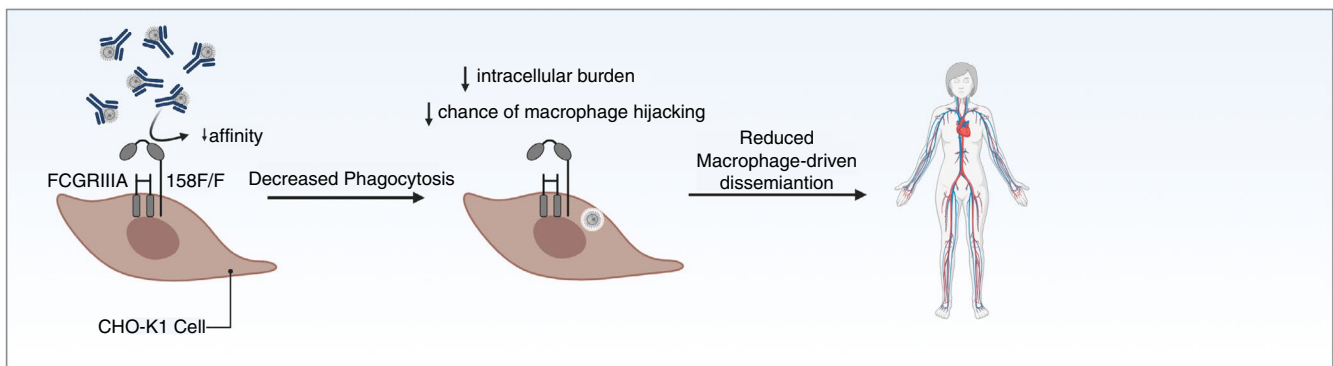 ↓ intracellular burden
↓ chance of macrophage hijacking
↓affinity
FCGRIIIA
158F/F
Decreased Phagocytosis
Reduced
Macrophage-driven
dissemiantion
CHO-K1 Cell